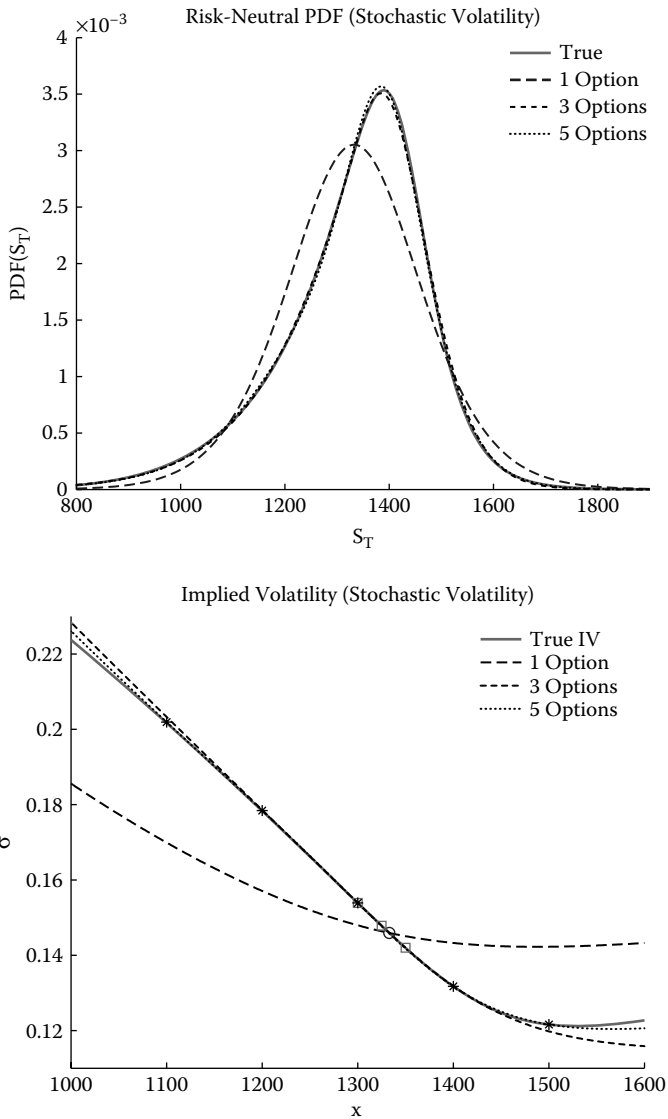 ×10⁻³
Risk-Neutral PDF (Stochastic Volatility)
4
3.5
3
2.5
2
1.5
1
0.5
0
PDF(S_T)
True
1 Option
3 Options
5 Options
800 1000 1200 1400 1600 1800
S_T
Implied Volatility (Stochastic Volatility)
0.22
0.2
0.18
0.16
0.14
0.12
σ
True IV
1 Option
3 Options
5 Options
1000 1100 1200 1300 1400 1500 1600
x